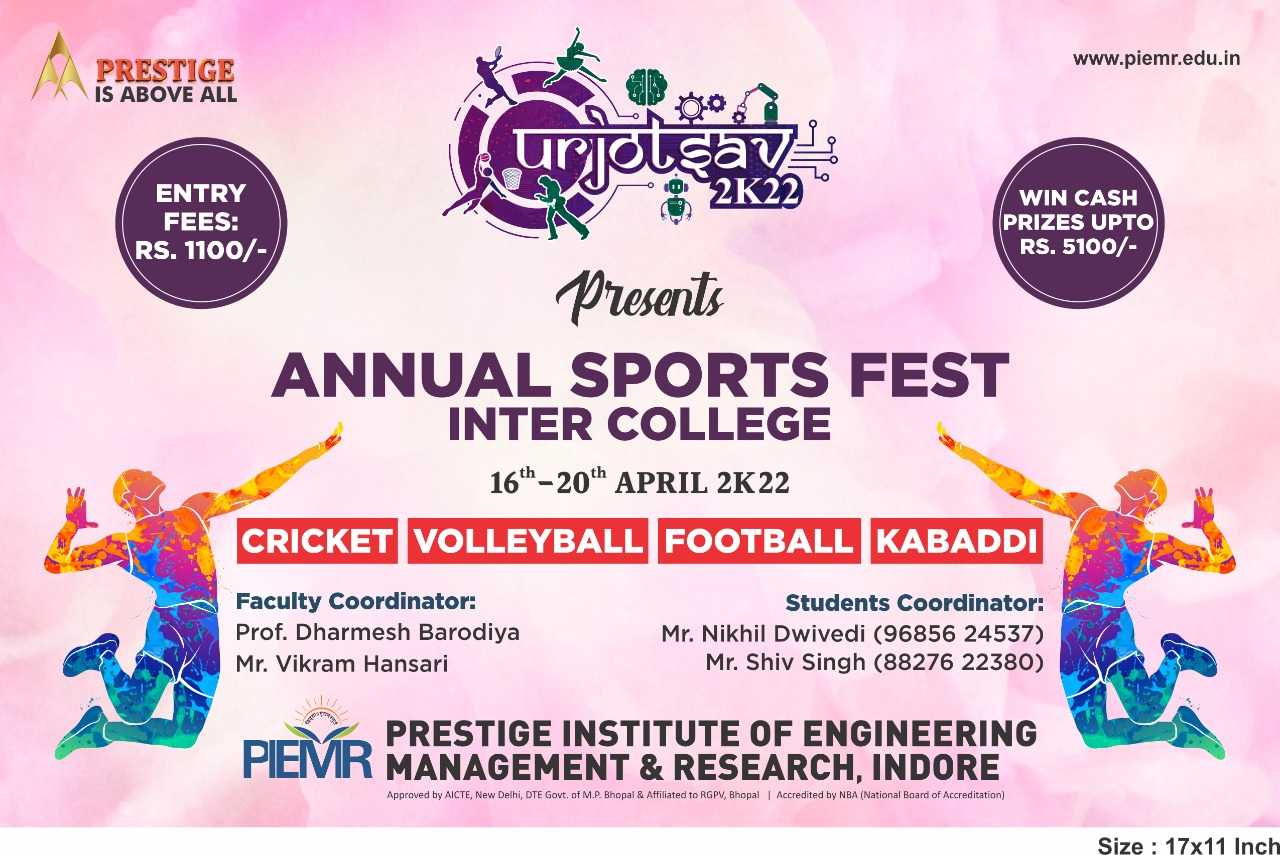 PRESTIGE
IS ABOVE ALL
www.piemr.edu.in
urjotsav
2K22
ENTRY
FEES:
RS. 1100/-
WIN CASH
PRIZES UPTO
RS. 5100/-
Presents
ANNUAL SPORTS FEST
INTER COLLEGE
16th-20th APRIL 2K22
CRICKET VOLLEYBALL FOOTBALL KABADDI
Faculty Coordinator:
Prof. Dharmesh Barodiya
Mr. Vikram Hansari
Students Coordinator:
Mr. Nikhil Dwivedi (96856 24537)
Mr. Shiv Singh (88276 22380)
PIEMR
PRESTIGE INSTITUTE OF ENGINEERING
MANAGEMENT & RESEARCH, INDORE
Approved by AICTE, New Delhi, DTE Govt. of M.P. Bhopal & Affiliated to RGPV, Bhopal | Accredited by NBA (National Board of Accreditation)
Size : 17x11 Inch